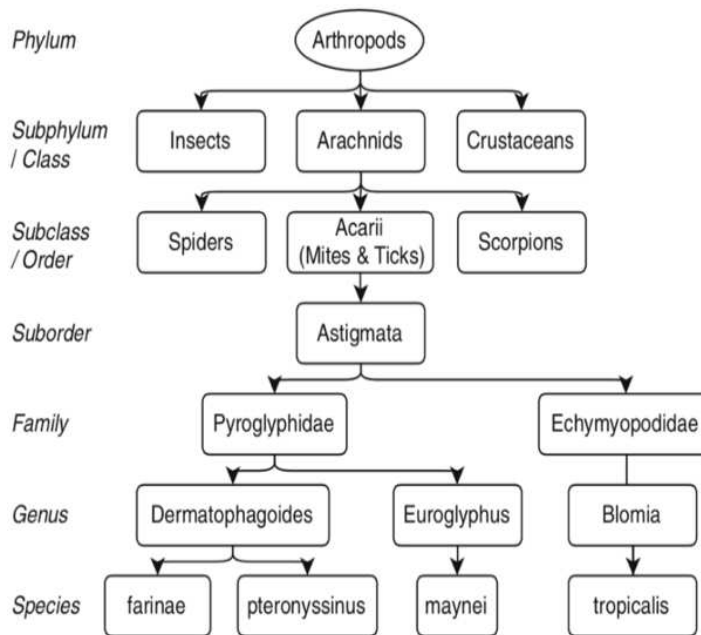 Phylum
Arthropods
Subphylum
/ Class
Insects
Arachnids
Crustaceans
Subclass
/ Order
Spiders
Acarii
(Mites & Ticks)
Scorpions
Suborder
Astigmata
Family
Pyroglyphidae
Echymyopodidae
Genus
Dermatophagoides
Euroglyphus
Blomia
Species
farinae
pteronyssinus
maynei
tropicalis